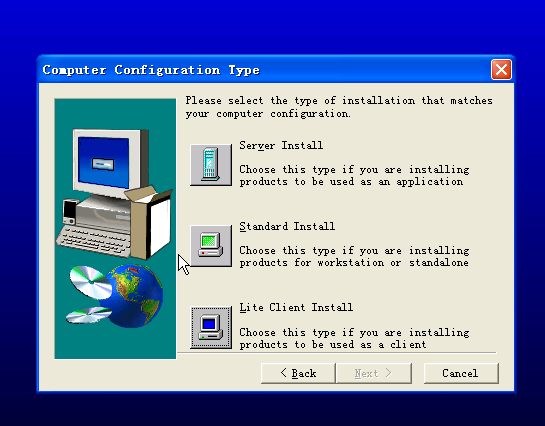 Computer Configuration Type
Please select the type of installation that matches
your computer configuration.
Server Install
Choose this type if you are installing
products to be used as an application
Standard Install
Choose this type if you are installing
products for workstation or standalone
Lite Client Install
Choose this type if you are installing
products to be used as a client
< Back
Next >
Cancel